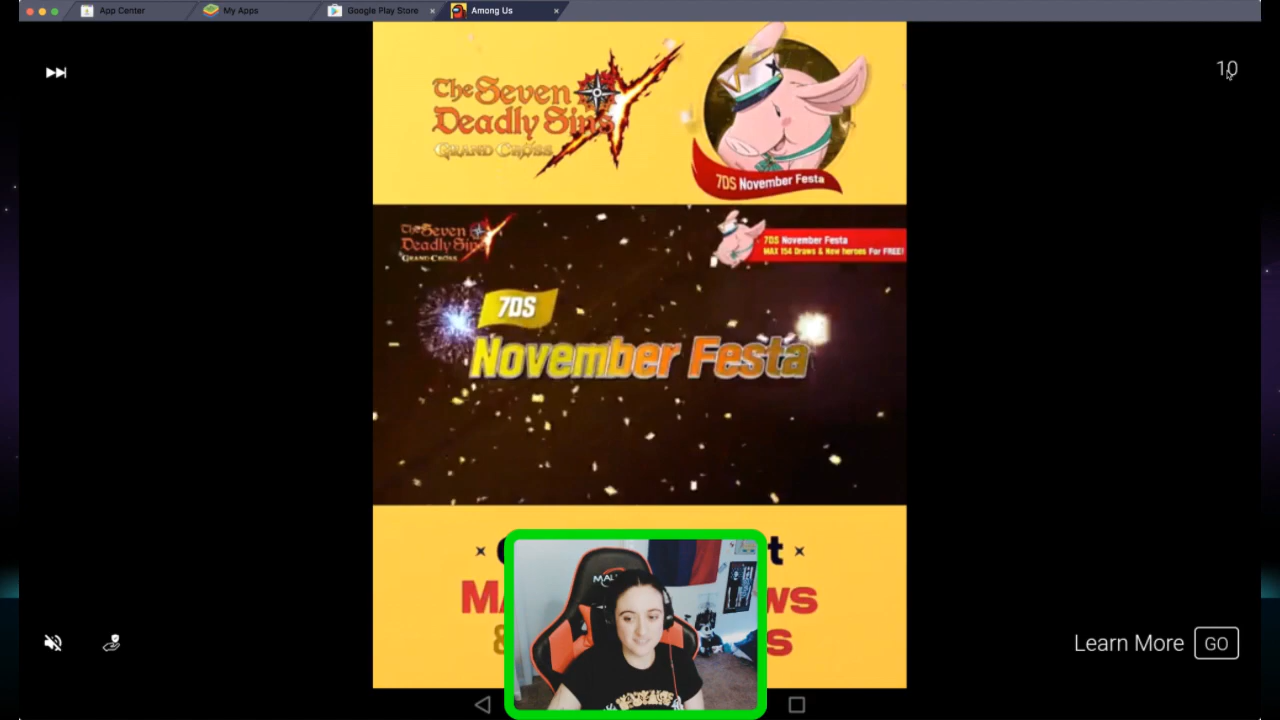 App Center
My Apps
Google Play Store
Among Us
10
The Seven
Deadly Sins
GRAND CROSS
7DS November Festa
The Seven
Deadly Sins
GRAND CROSS
7DS November Festa
MAX 154 Draws & New heroes For FREE!
7DS
November Festa
Learn More GO